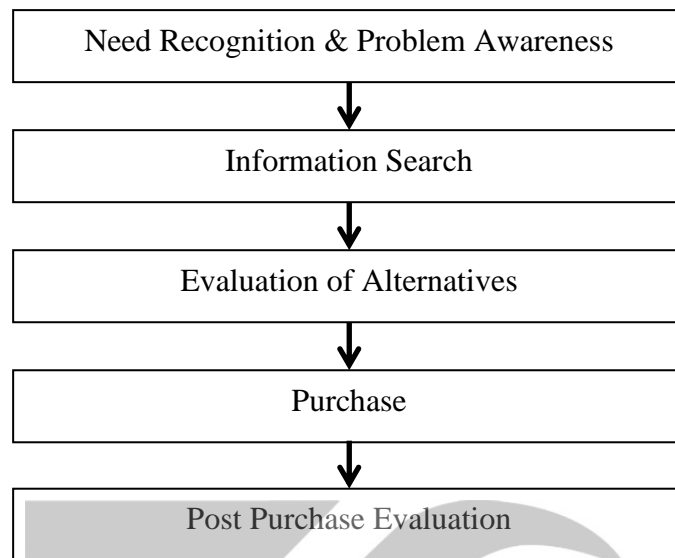 Need Recognition & Problem Awareness
Information Search
Evaluation of Alternatives
Purchase
Post Purchase Evaluation